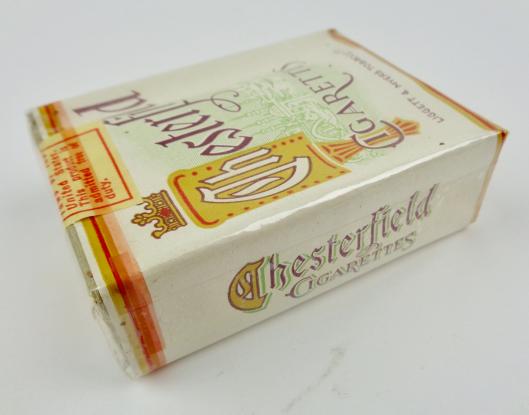 Chesterfield
CIGARETTES
LIGGETT & MYERS TOBACCO
United States.
duty.
Chesterfield
CIGARETTES